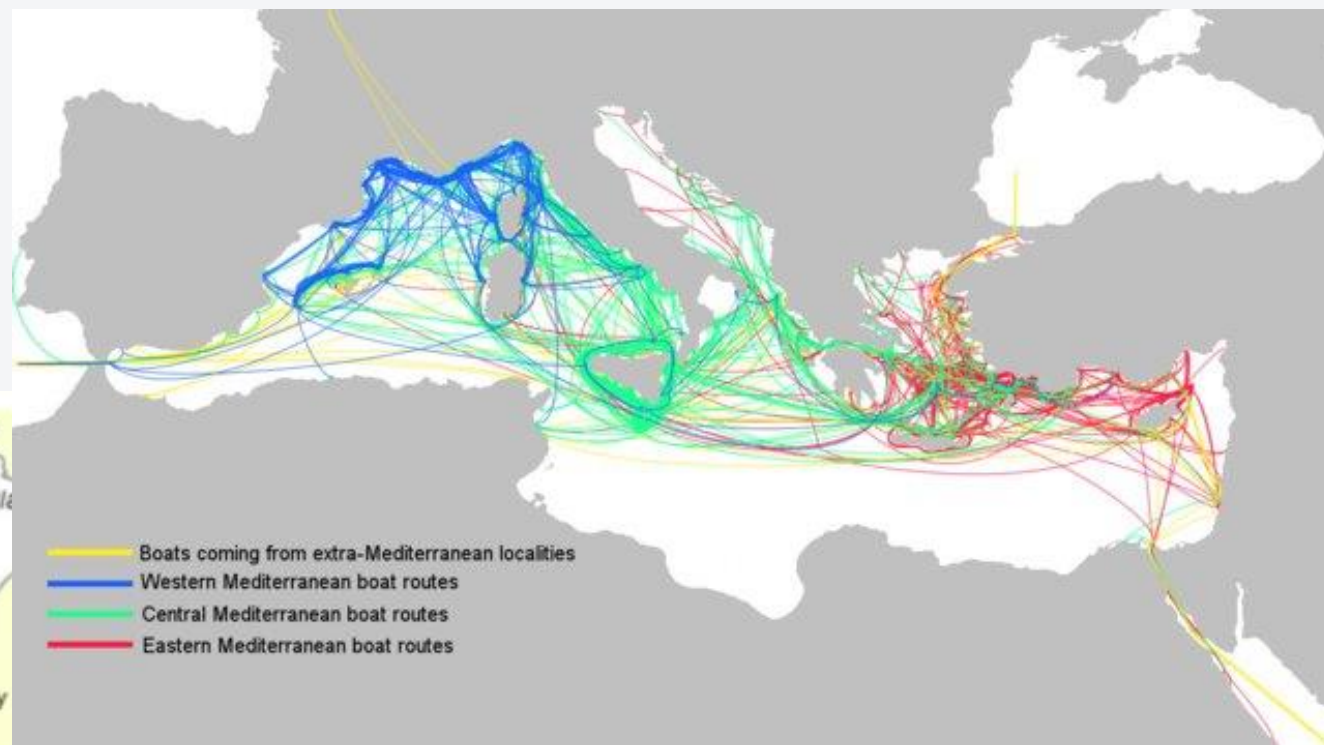 Boats coming from extra-Mediterranean localities
Western Mediterranean boat routes
Central Mediterranean boat routes
Eastern Mediterranean boat routes